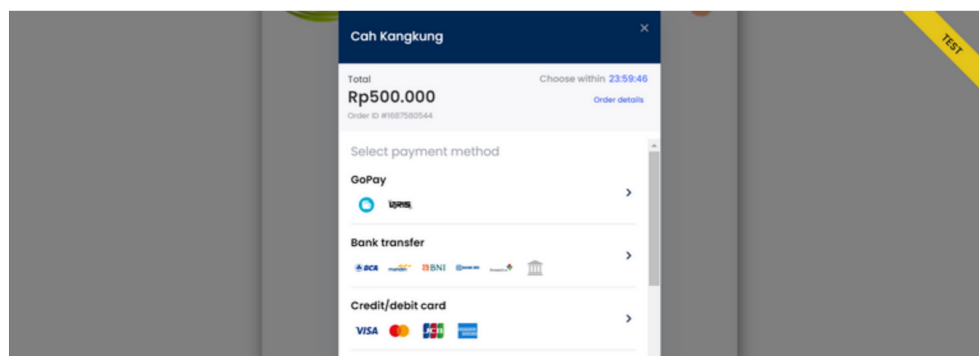 TEST
Cah Kangkung
×
Total
Choose within 23:59:46
Rp500.000
Order details
Order ID #1687580544
Select payment method
GoPay
QRIS
Bank transfer
BCA mandiri BNI
Credit/debit card
VISA JCB